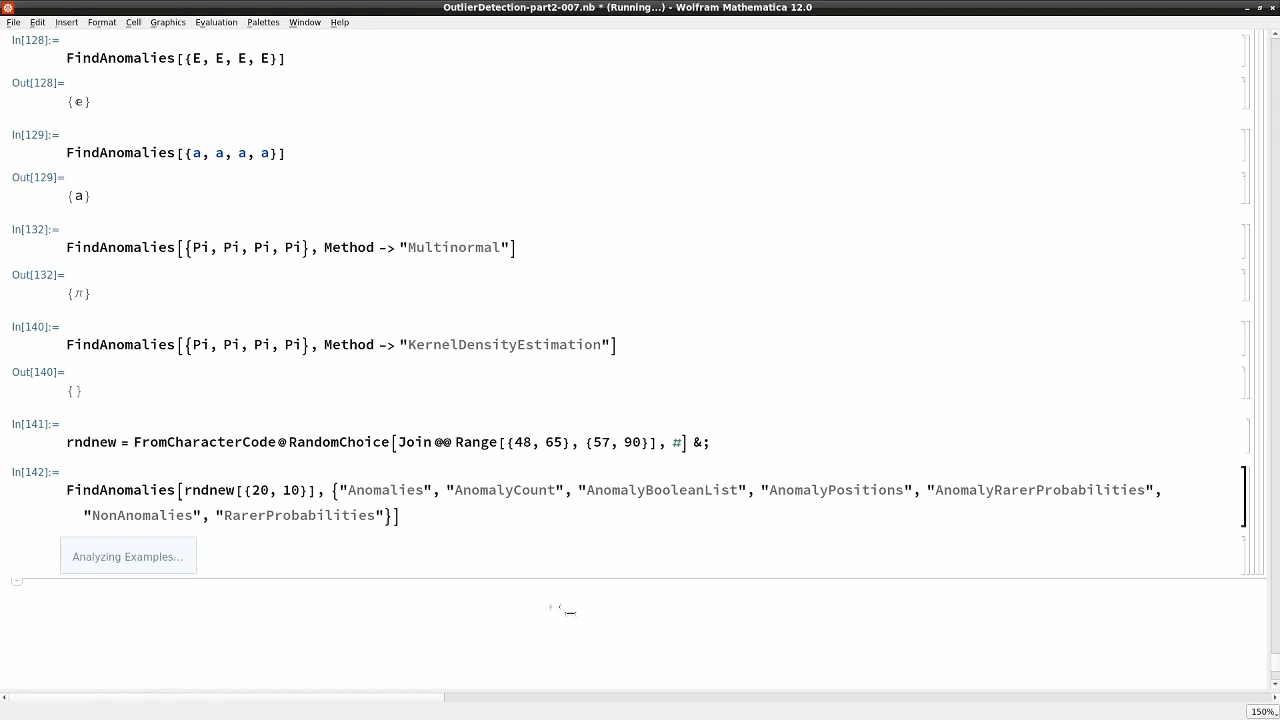 OutlierDetection-part2-007.nb * (Running...) - Wolfram Mathematica 12.0
File Edit Insert Format Cell Graphics Evaluation Palettes Window Help
In[128]:=
FindAnomalies[{E, E, E, E}]
Out[128]=
{ⅇ}
In[129]:=
FindAnomalies[{a, a, a, a}]
Out[129]=
{a}
In[132]:=
FindAnomalies[{Pi, Pi, Pi, Pi}, Method -> "Multinormal"]
Out[132]=
{π}
In[140]:=
FindAnomalies[{Pi, Pi, Pi, Pi}, Method -> "KernelDensityEstimation"]
Out[140]=
{}
In[141]:=
rndnew = FromCharacterCode@RandomChoice[Join@@Range[{48, 65}, {57, 90}], #] &;
In[142]:=
FindAnomalies[rndnew[{20, 10}], {"Anomalies", "AnomalyCount", "AnomalyBooleanList", "AnomalyPositions", "AnomalyRarerProbabilities",
"NonAnomalies", "RarerProbabilities"}]
Analyzing Examples...
150%